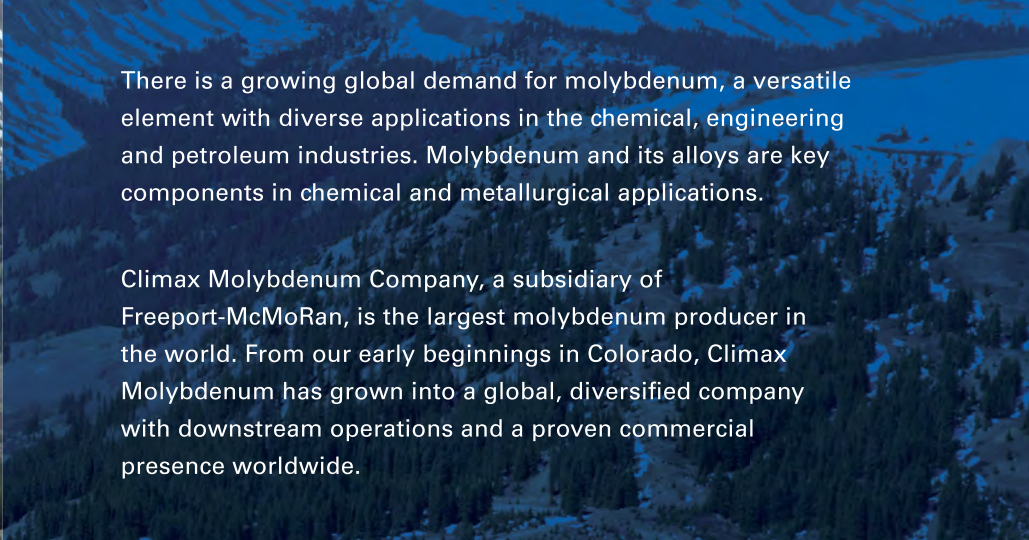 There is a growing global demand for molybdenum, a versatile
element with diverse applications in the chemical, engineering
and petroleum industries. Molybdenum and its alloys are key
components in chemical and metallurgical applications.
Climax Molybdenum Company, a subsidiary of
Freeport-McMoRan, is the largest molybdenum producer in
the world. From our early beginnings in Colorado, Climax
Molybdenum has grown into a global, diversified company
with downstream operations and a proven commercial
presence worldwide.